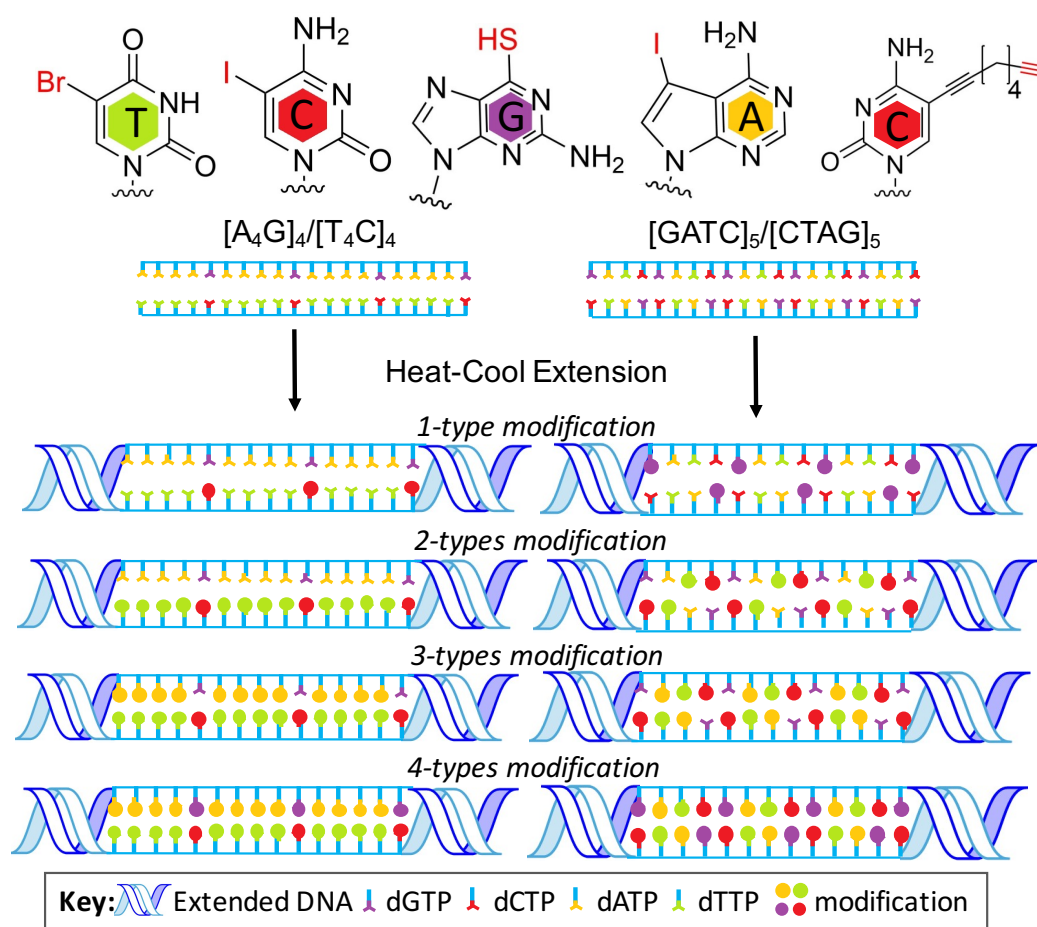 O NH₂ HS H₂N
Br I I NH₂
NH N N N N N 4
T C G A C
N O N O N N NH₂ N N O N
[A₄G]₄/[T₄C]₄ [GATC]₅/[CTAG]₅
Heat-Cool Extension
1-type modification
2-types modification
3-types modification
4-types modification
Key: Extended DNA dGTP dCTP dATP dTTP modification